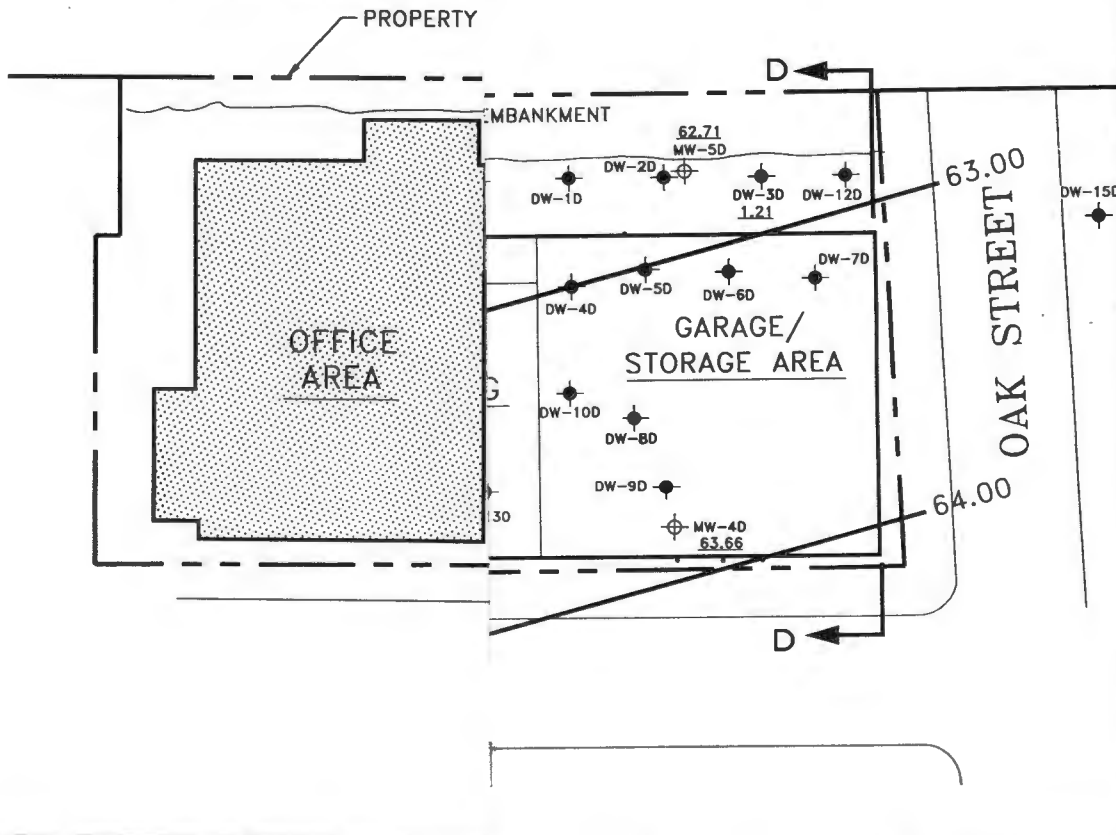 PROPERTY
D
EMBANKMENT
62.71
MW-5D
DW-2D
DW-1D
DW-3D
1.21
DW-12D
63.00
DW-15D
DW-7D
DW-5D
DW-4D
DW-6D
OAK STREET
GARAGE/
STORAGE AREA
OFFICE
AREA
G
DW-10D
DW-8D
DW-9D
30
MW-4D
63.66
64.00
D